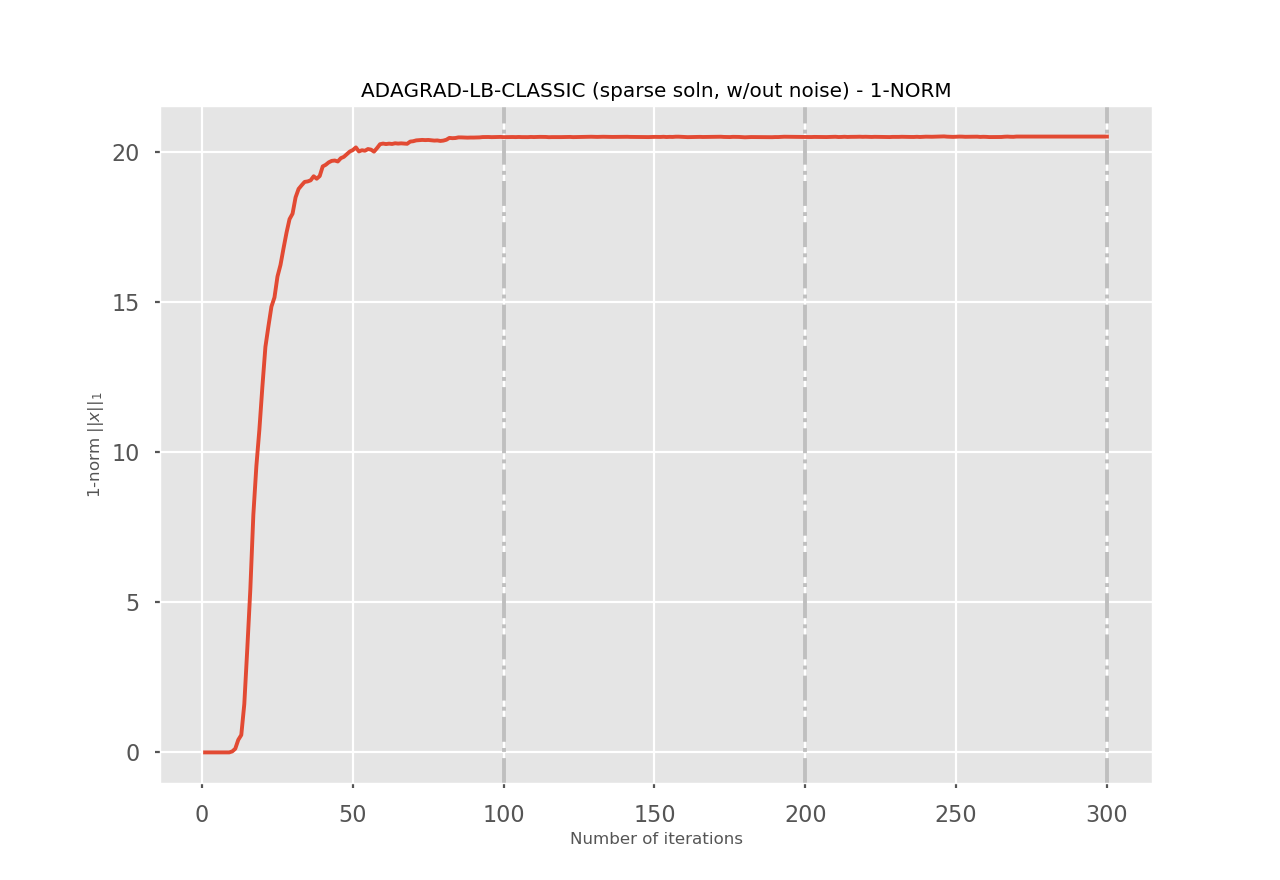 ADAGRAD-LB-CLASSIC (sparse soln, w/out noise) - 1-NORM
20
15
10
5
0
1-norm ||x||₁
0 50 100 150 200 250 300
Number of iterations